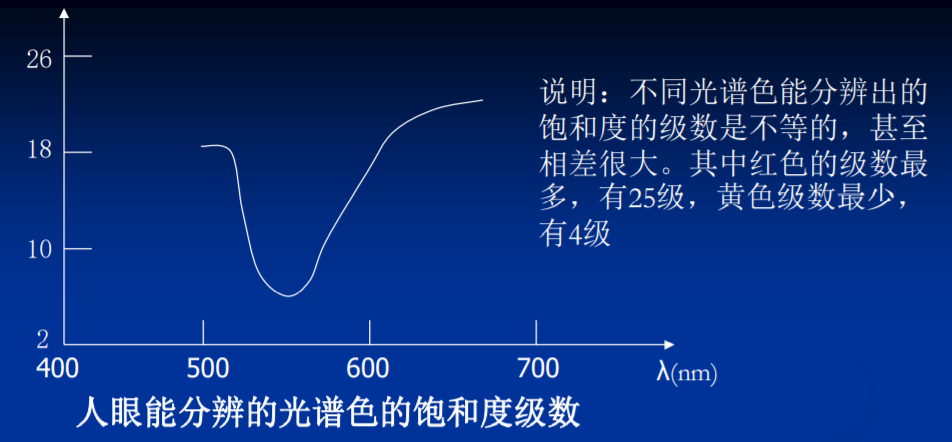 26
18
10
2
400
500
600
700
λ(nm)
说明：不同光谱色能分辨出的
饱和度的级数是不等的，甚至
相差很大。其中红色的级数最
多，有25级，黄色级数最少，
有4级
人眼能分辨的光谱色的饱和度级数